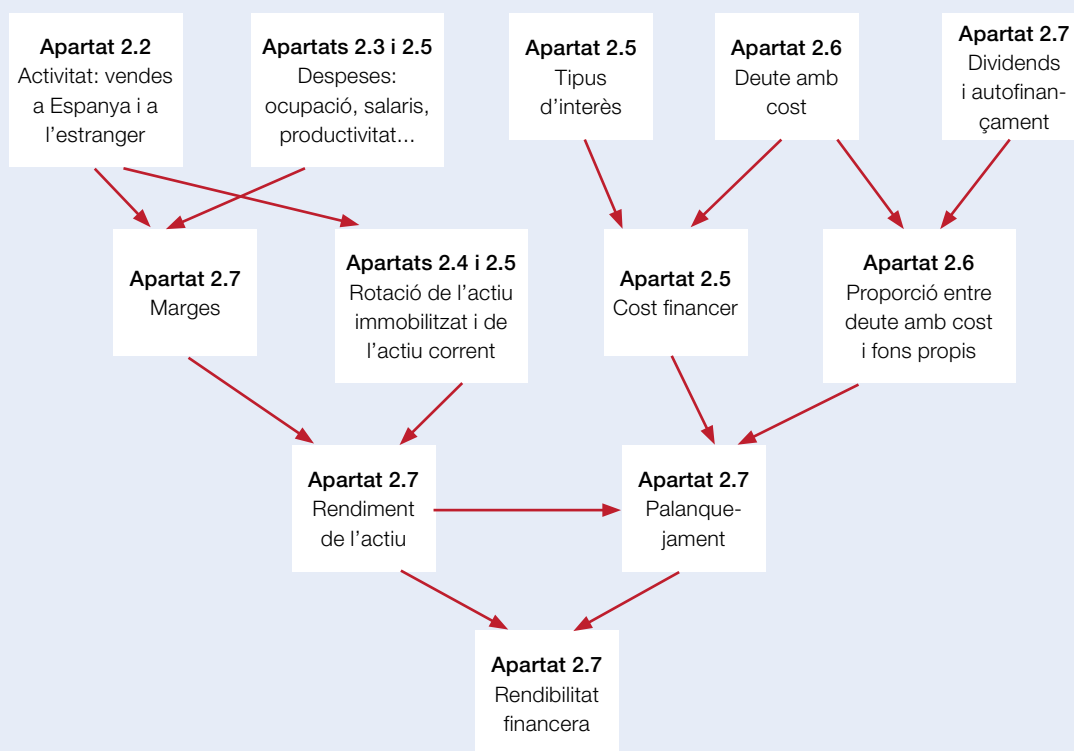 Apartat 2.2
Activitat: vendes
a Espanya i a
l’estranger
Apartats 2.3 i 2.5
Despeses:
ocupació, salaris,
productivitat...
Apartat 2.5
Tipus
d’interès
Apartat 2.6
Deute amb
cost
Apartat 2.7
Dividends
i autofinan-
çament
Apartat 2.7
Marges
Apartats 2.4 i 2.5
Rotació de l’actiu
immobilitzat i de
l’actiu corrent
Apartat 2.5
Cost financer
Apartat 2.6
Proporció entre
deute amb cost
i fons propis
Apartat 2.7
Rendiment
de l’actiu
Apartat 2.7
Palanque-
jament
Apartat 2.7
Rendibilitat
financera